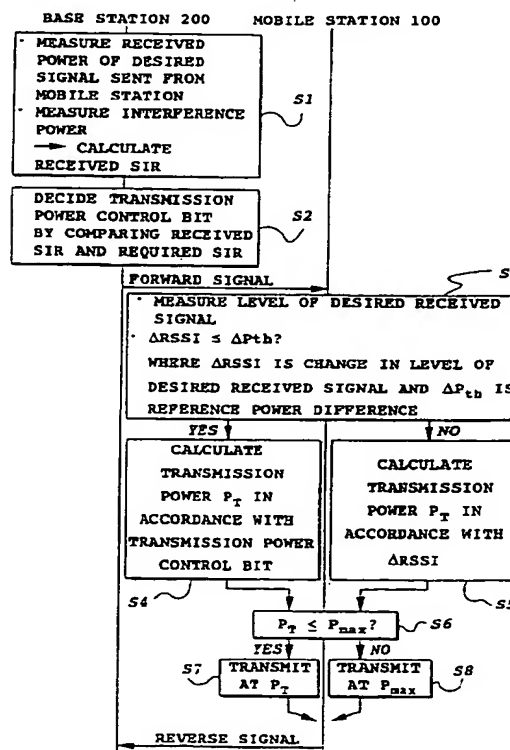 BASE STATION 200 MOBILE STATION 100
· MEASURE RECEIVED
POWER OF DESIRED
SIGNAL SENT FROM
MOBILE STATION
· MEASURE INTERFERENCE
POWER
→ CALCULATE
RECEIVED SIR
S1
DECIDE TRANSMISSION
POWER CONTROL BIT
BY COMPARING RECEIVED
SIR AND REQUIRED SIR
S2
FORWARD SIGNAL
· MEASURE LEVEL OF DESIRED RECEIVED
SIGNAL
· ΔRSSI ≤ ΔPth?
WHERE ΔRSSI IS CHANGE IN LEVEL OF
DESIRED RECEIVED SIGNAL AND ΔPth IS
REFERENCE POWER DIFFERENCE
YES
NO
CALCULATE
TRANSMISSION
POWER PT IN
ACCORDANCE WITH
TRANSMISSION POWER
CONTROL BIT
S4
CALCULATE
TRANSMISSION
POWER PT IN
ACCORDANCE WITH
ΔRSSI
PT ≤ Pmax?
S6
YES
NO
S7
TRANSMIT
AT PT
TRANSMIT
AT Pmax
S8
REVERSE SIGNAL